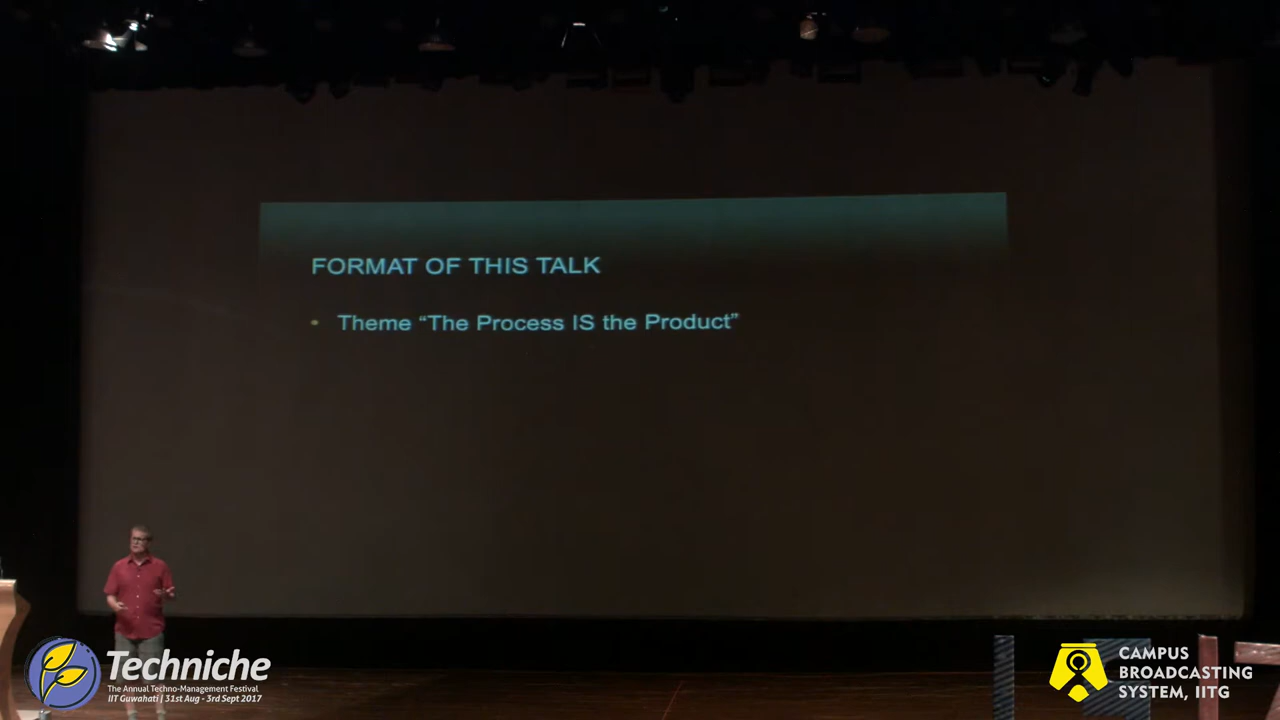 FORMAT OF THIS TALK
• Theme “The Process IS the Product”
Techniche
The Annual Techno-Management Festival
IIT Guwahati | 31st Aug - 3rd Sept 2017
CAMPUS
BROADCASTING
SYSTEM, IITG